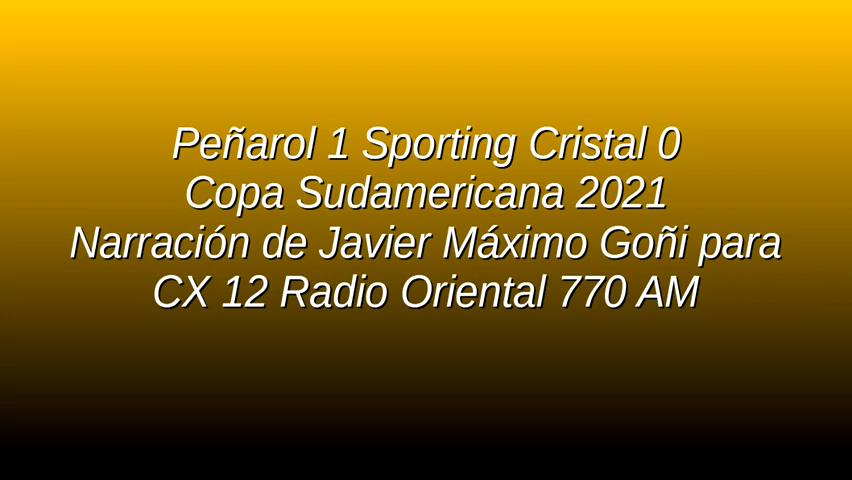 Peñarol 1 Sporting Cristal 0
Copa Sudamericana 2021
Narración de Javier Máximo Goñi para
CX 12 Radio Oriental 770 AM